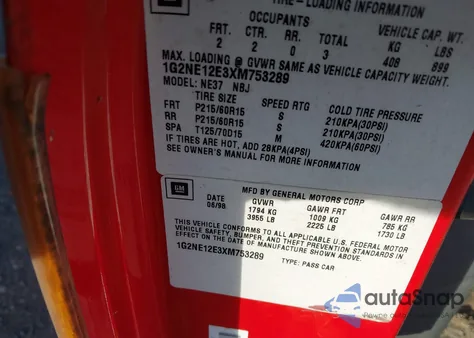 TIRE-LOADING INFORMATION
OCCUPANTS VEHICLE CAP. WT.
FRT. CTR. RR. TOTAL KG LBS
2 2 0 3 408 899
MAX. LOADING @ GVWR SAME AS VEHICLE CAPACITY WEIGHT.
1G2NE12E3XM753289
MODEL: NE37 NBJ
TIRE SIZE SPEED RTG COLD TIRE PRESSURE
FRT P215/60R15 S 210KPA(30PSI)
RR P215/60R15 S 210KPA(30PSI)
SPA T125/70D15 M 420KPA(60PSI)
IF TIRES ARE HOT, ADD 28KPA(4PSI)
SEE OWNER'S MANUAL FOR MORE INFORMATION
GM
MFD BY GENERAL MOTORS CORP
DATE GVWR GAWR FRT GAWR RR
08/98 1794 KG 1009 KG 785 KG
3955 LB 2225 LB 1730 LB
THIS VEHICLE CONFORMS TO ALL APPLICABLE U.S. FEDERAL MOTOR
VEHICLE SAFETY, BUMPER, AND THEFT PREVENTION STANDARDS IN
EFFECT ON THE DATE OF MANUFACTURE SHOWN ABOVE.
1G2NE12E3XM753289
TYPE: PASS CAR
autoSnap